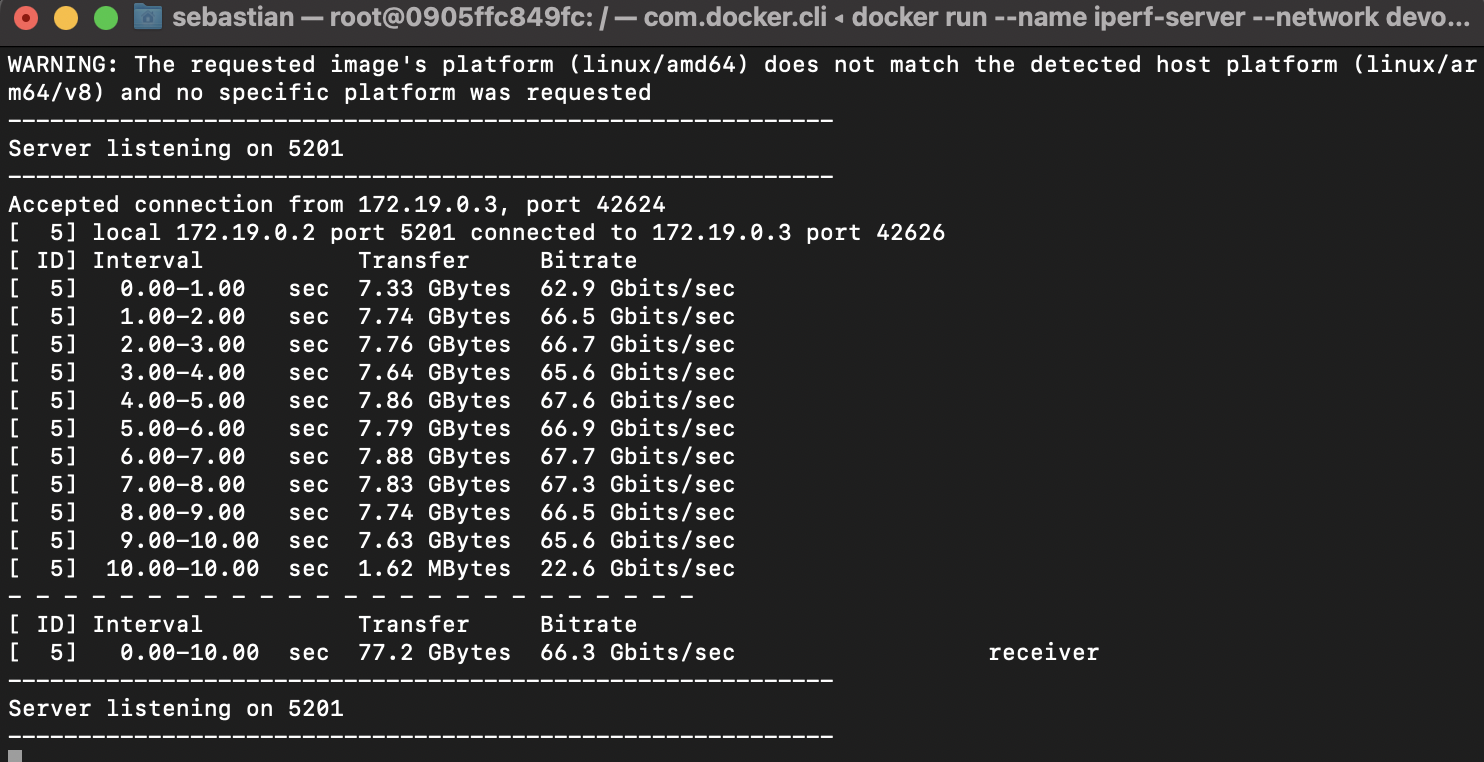 sebastian — root@0905ffc849fc: / — com.docker.cli ◂ docker run --name iperf-server --network devo...
WARNING: The requested image's platform (linux/amd64) does not match the detected host platform (linux/ar
m64/v8) and no specific platform was requested
-----------------------------------------------------------
Server listening on 5201
-----------------------------------------------------------
Accepted connection from 172.19.0.3, port 42624
[  5] local 172.19.0.2 port 5201 connected to 172.19.0.3 port 42626
[ ID] Interval           Transfer     Bitrate
[  5]   0.00-1.00   sec  7.33 GBytes  62.9 Gbits/sec
[  5]   1.00-2.00   sec  7.74 GBytes  66.5 Gbits/sec
[  5]   2.00-3.00   sec  7.76 GBytes  66.7 Gbits/sec
[  5]   3.00-4.00   sec  7.64 GBytes  65.6 Gbits/sec
[  5]   4.00-5.00   sec  7.86 GBytes  67.6 Gbits/sec
[  5]   5.00-6.00   sec  7.79 GBytes  66.9 Gbits/sec
[  5]   6.00-7.00   sec  7.88 GBytes  67.7 Gbits/sec
[  5]   7.00-8.00   sec  7.83 GBytes  67.3 Gbits/sec
[  5]   8.00-9.00   sec  7.74 GBytes  66.5 Gbits/sec
[  5]   9.00-10.00  sec  7.63 GBytes  65.6 Gbits/sec
[  5]  10.00-10.00  sec  1.62 MBytes  22.6 Gbits/sec
- - - - - - - - - - - - - - - - - - - - - - - - -
[ ID] Interval           Transfer     Bitrate
[  5]   0.00-10.00  sec  77.2 GBytes  66.3 Gbits/sec                  receiver
-----------------------------------------------------------
Server listening on 5201
-----------------------------------------------------------